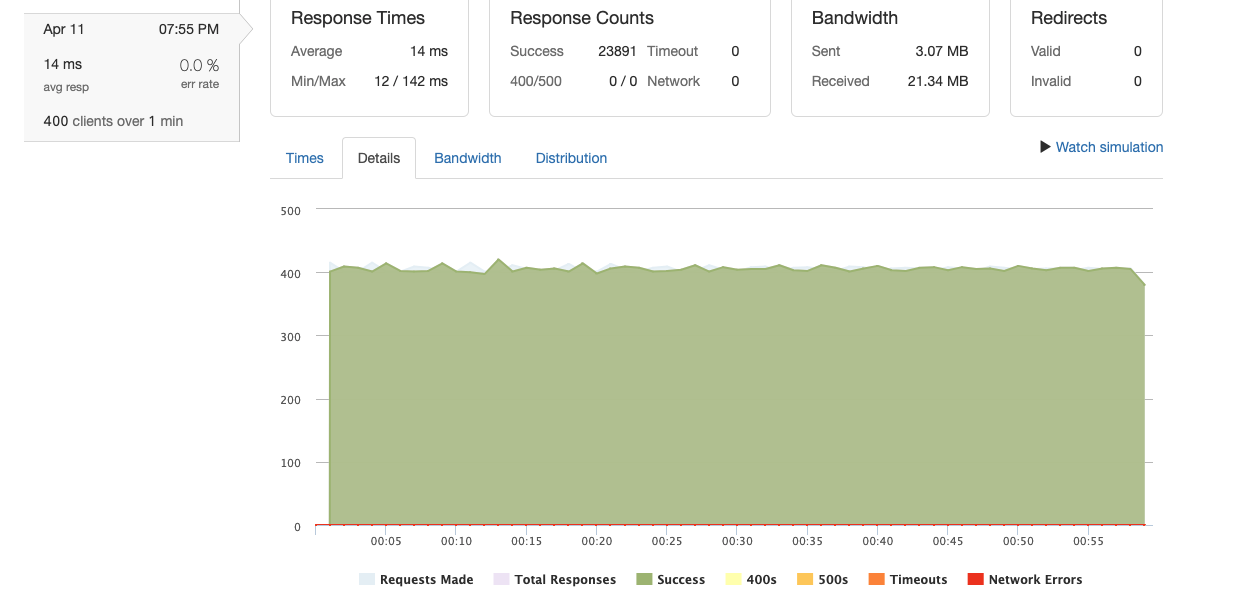 Apr 11 07:55 PM
14 ms 0.0 %
avg resp err rate
400 clients over 1 min
Response Times
Average 14 ms
Min/Max 12 / 142 ms
Response Counts
Success 23891 Timeout 0
400/500 0 / 0 Network 0
Bandwidth
Sent 3.07 MB
Received 21.34 MB
Redirects
Valid 0
Invalid 0
Times Details Bandwidth Distribution
Watch simulation
500
400
300
200
100
0
00:05 00:10 00:15 00:20 00:25 00:30 00:35 00:40 00:45 00:50 00:55
Requests Made Total Responses Success 400s 500s Timeouts Network Errors